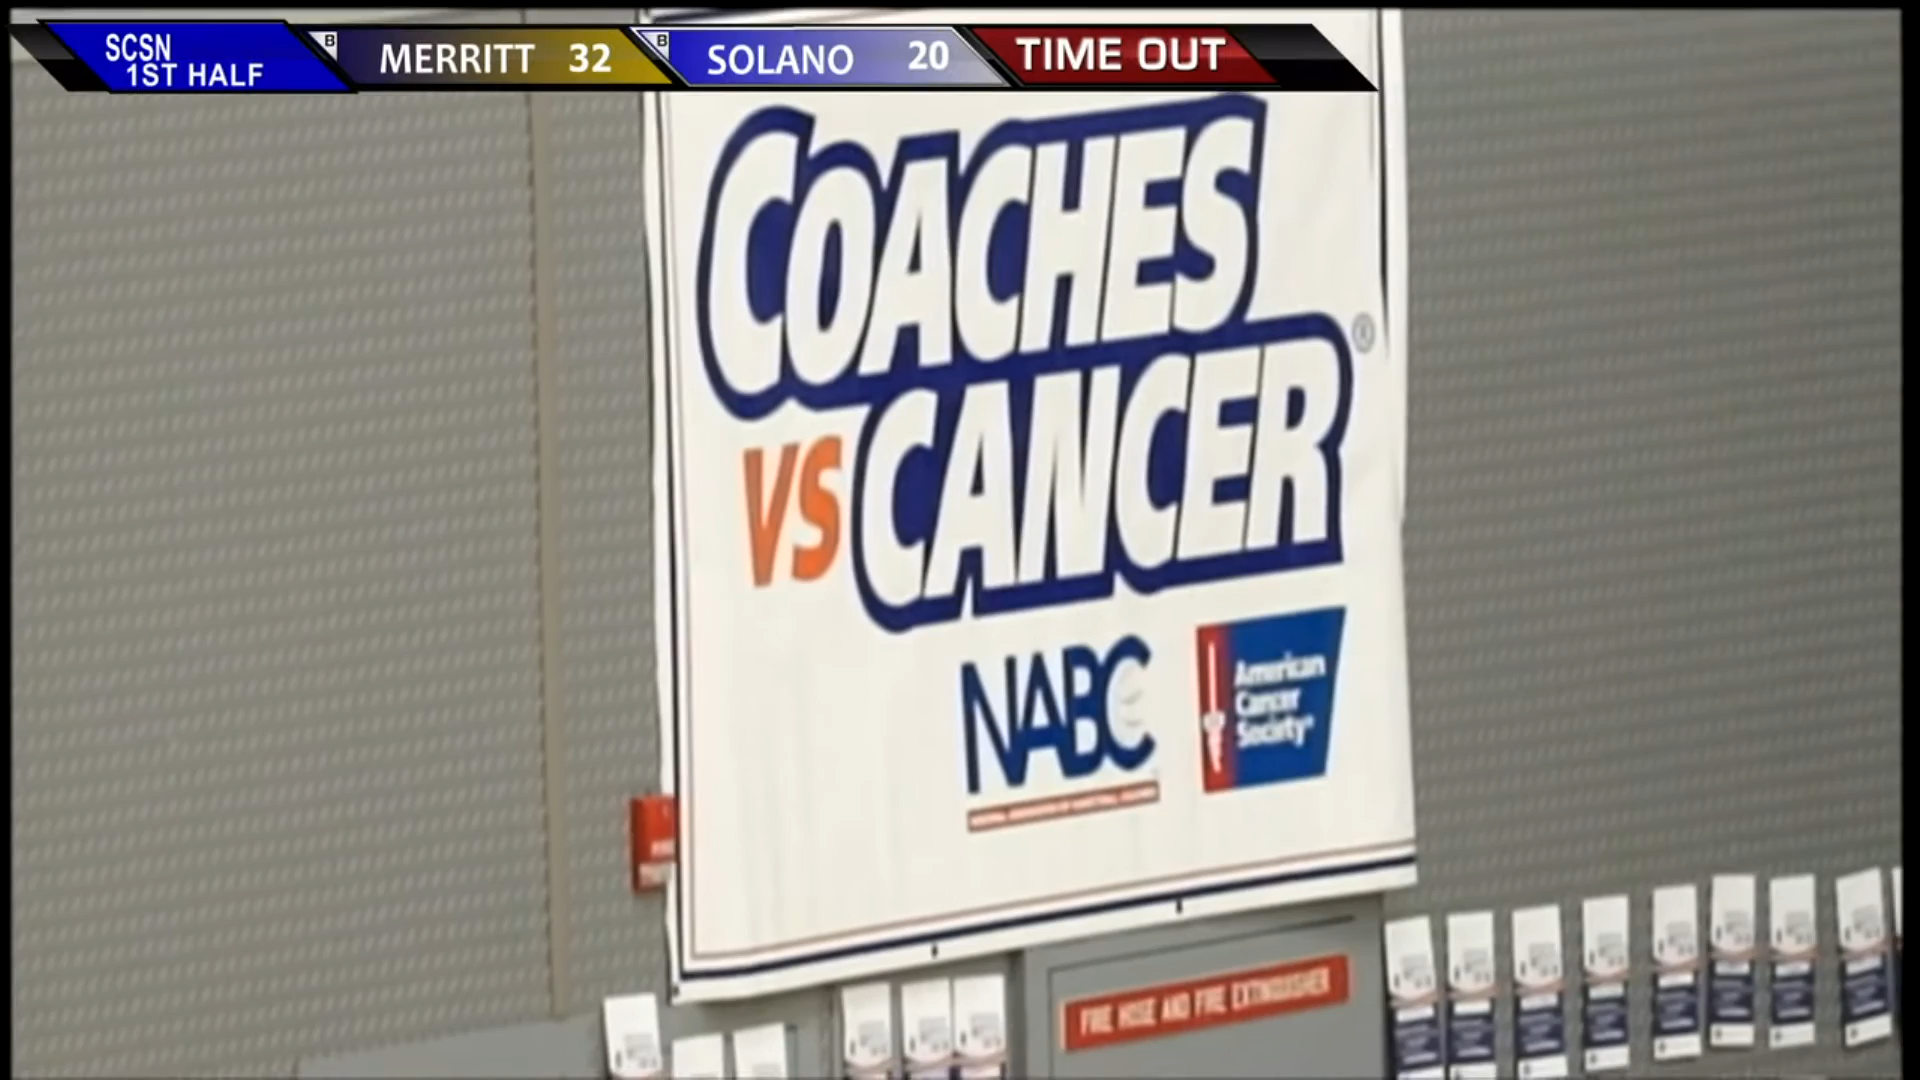 SCSN
1ST HALF
B
MERRITT 32
B
SOLANO 20
TIME OUT
COACHES
®
VS CANCER
NABC
American
Cancer
Society®
FIRE HOSE AND FIRE EXTINGUISHER